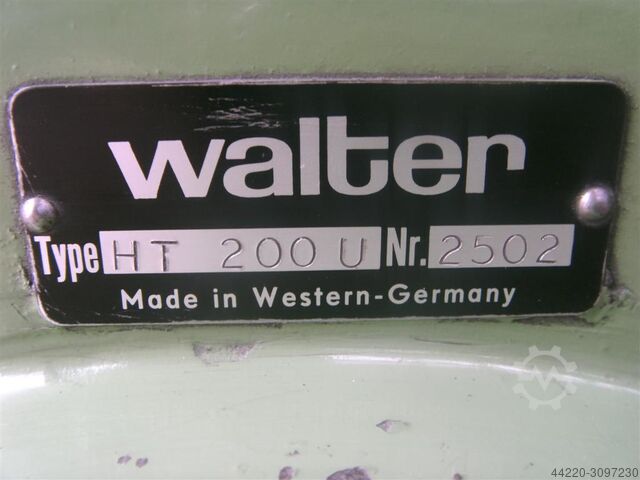 walter
Type HT 200 U Nr. 2502
Made in Western-Germany
44220-3097230